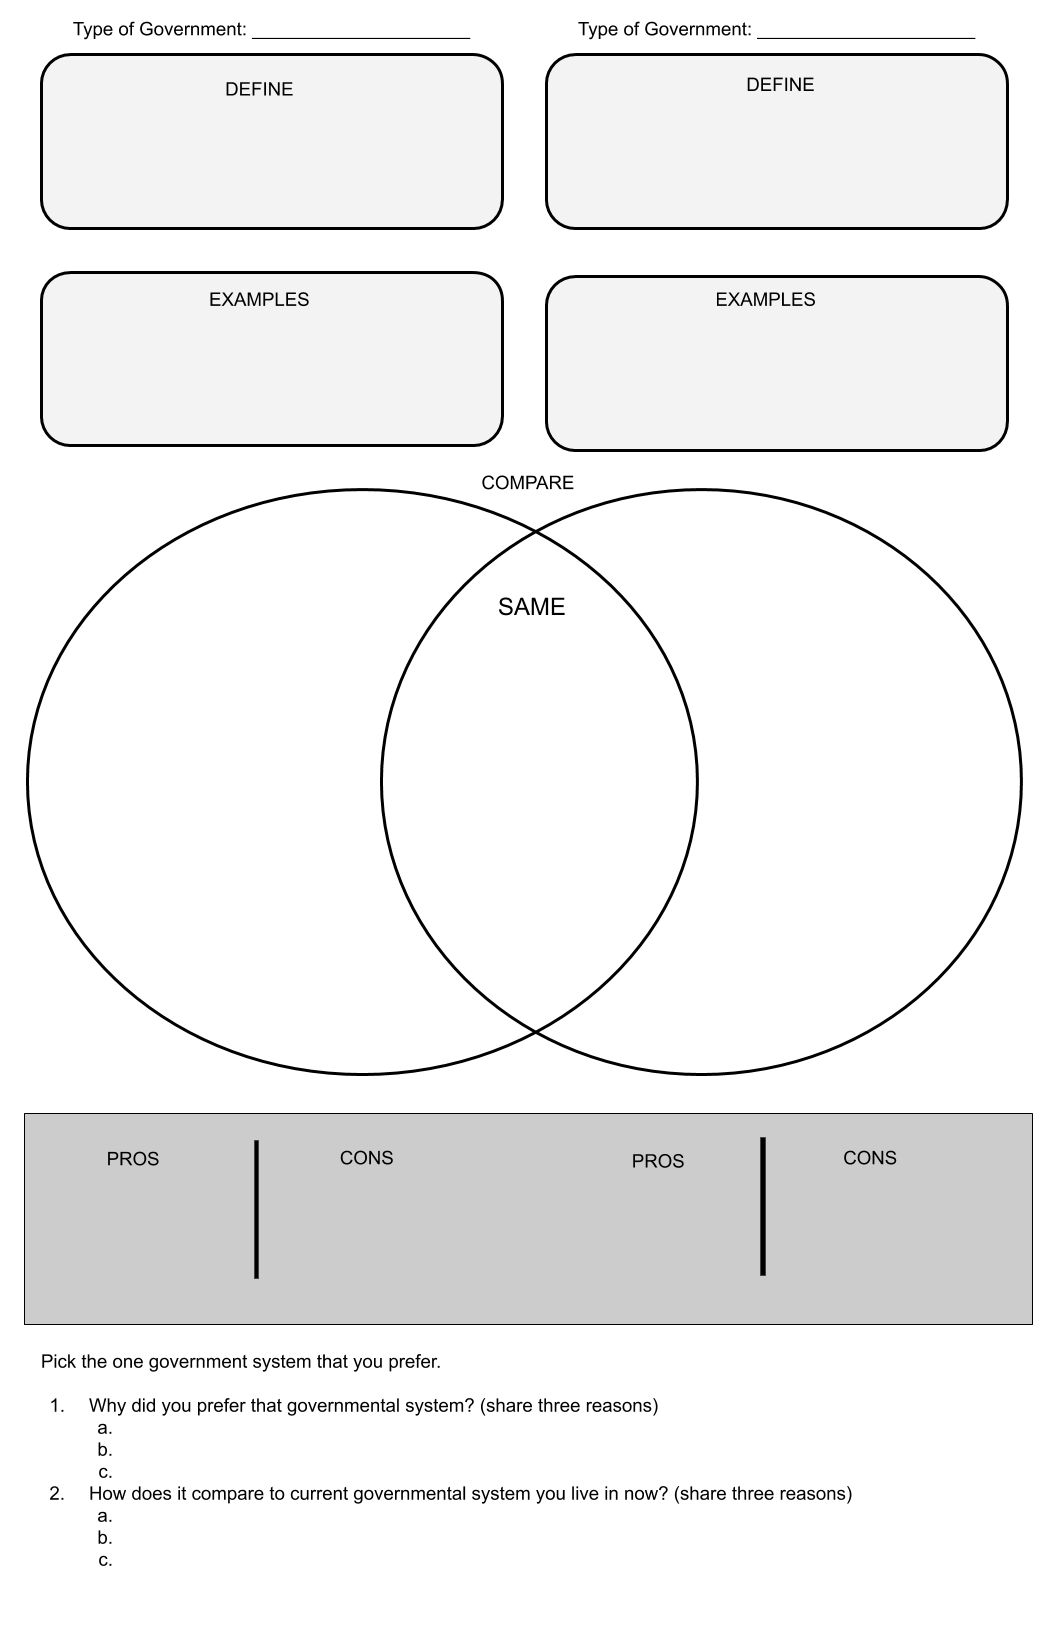 Type of Government: ______________________
Type of Government: ______________________
DEFINE
DEFINE
EXAMPLES
EXAMPLES
COMPARE
SAME
PROS
CONS
PROS
CONS
Pick the one government system that you prefer.
1. Why did you prefer that governmental system? (share three reasons)
a.
b.
c.
2. How does it compare to current governmental system you live in now? (share three reasons)
a.
b.
c.